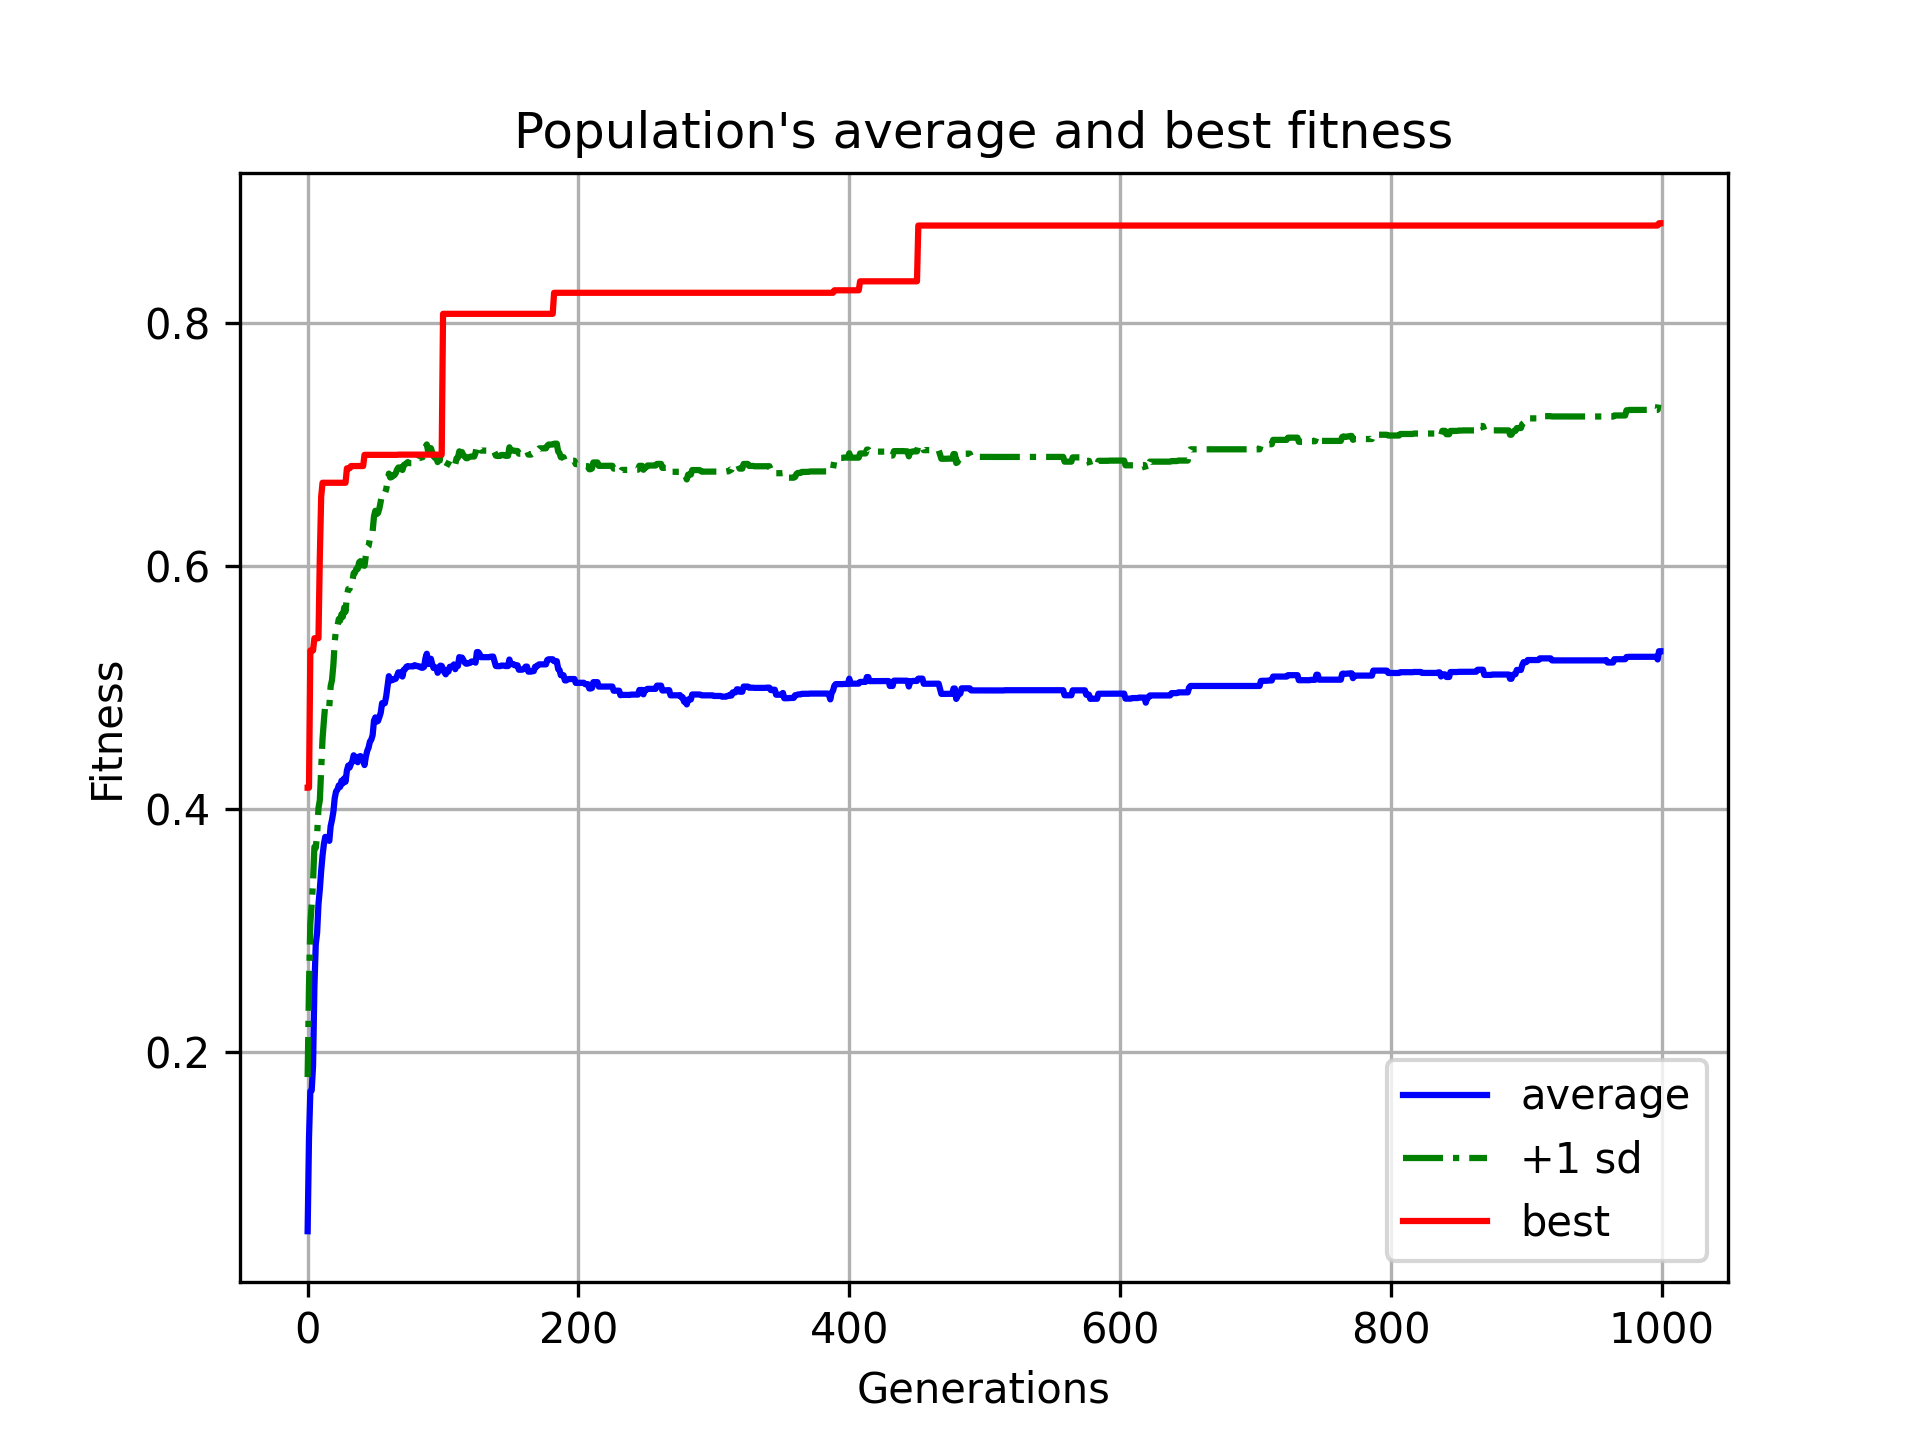 Population's average and best fitness
Fitness
0.8
0.6
0.4
0.2
0 200 400 600 800 1000
Generations
average
+1 sd
best